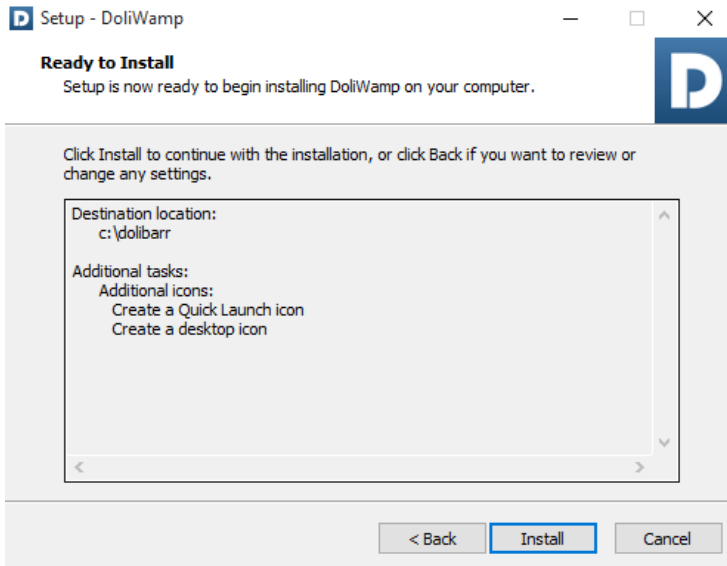 Setup - DoliWamp
Ready to Install
Setup is now ready to begin installing DoliWamp on your computer.
D
Click Install to continue with the installation, or click Back if you want to review or
change any settings.
Destination location:
c:\dolibarr
Additional tasks:
Additional icons:
Create a Quick Launch icon
Create a desktop icon
< Back
Install
Cancel